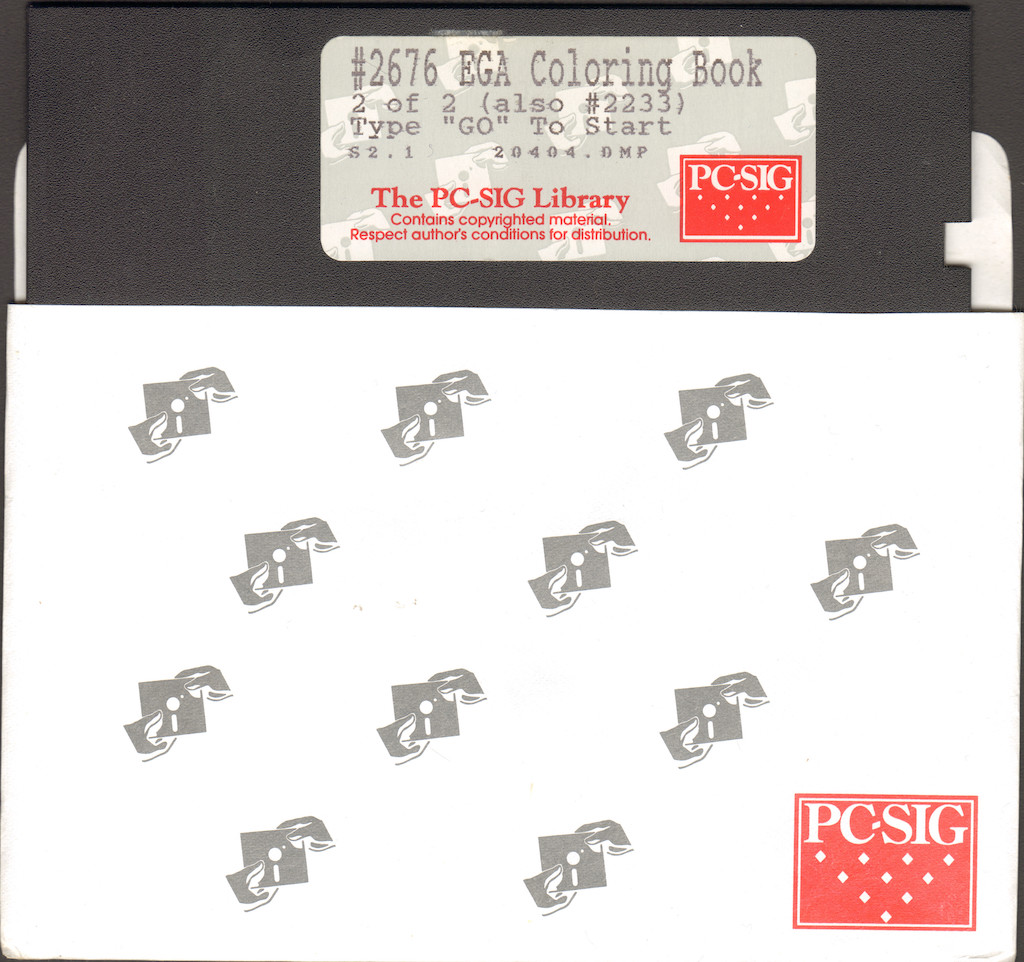 #2676 EGA Coloring Book
2 of 2 (also #2233)
Type "GO" To Start
S2.1 20404.DMP
PC-SIG
The PC-SIG Library
Contains copyrighted material.
Respect author's conditions for distribution.
PC-SIG